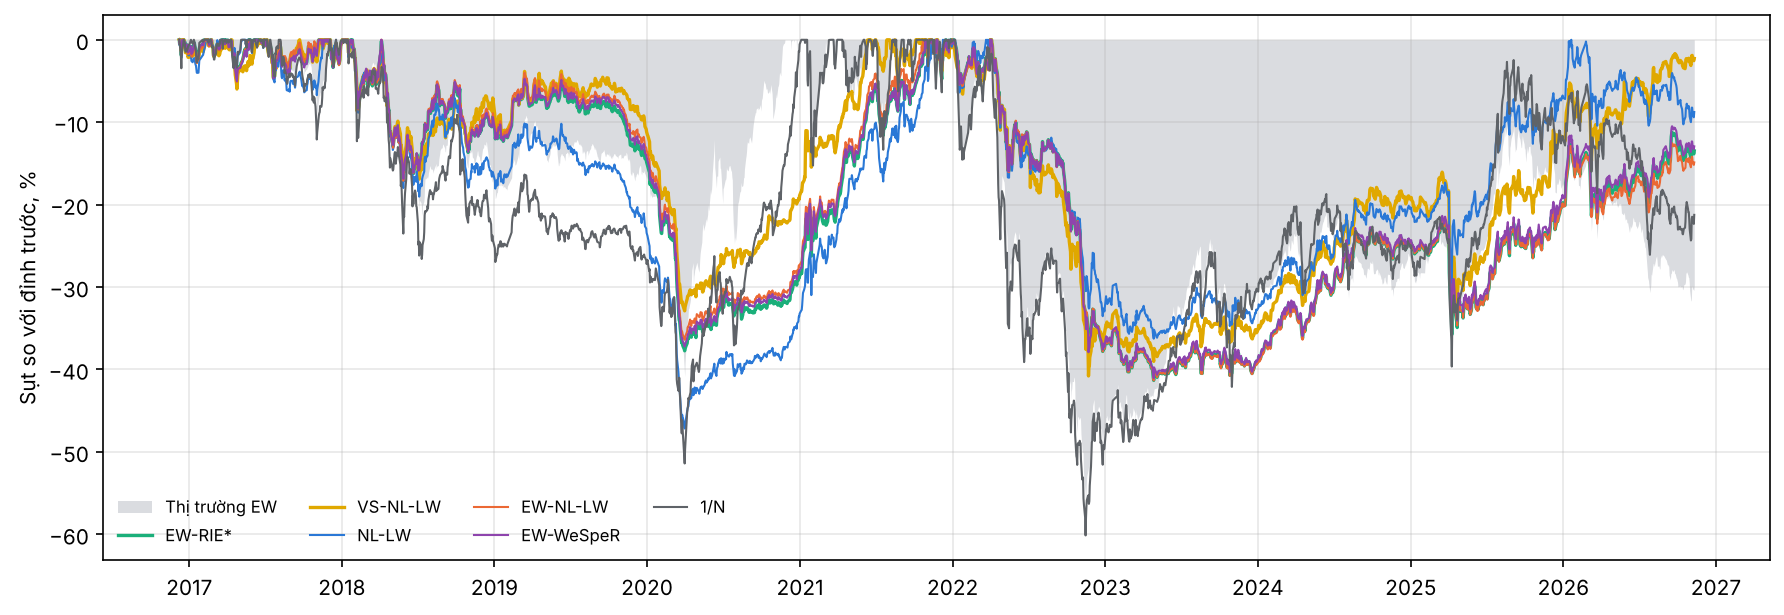 Sụt so với đỉnh trước, %
0
−10
−20
−30
−40
−50
−60
Thị trường EW
VS-NL-LW
EW-NL-LW
1/N
EW-RIE*
NL-LW
EW-WeSpeR
2017
2018
2019
2020
2021
2022
2023
2024
2025
2026
2027